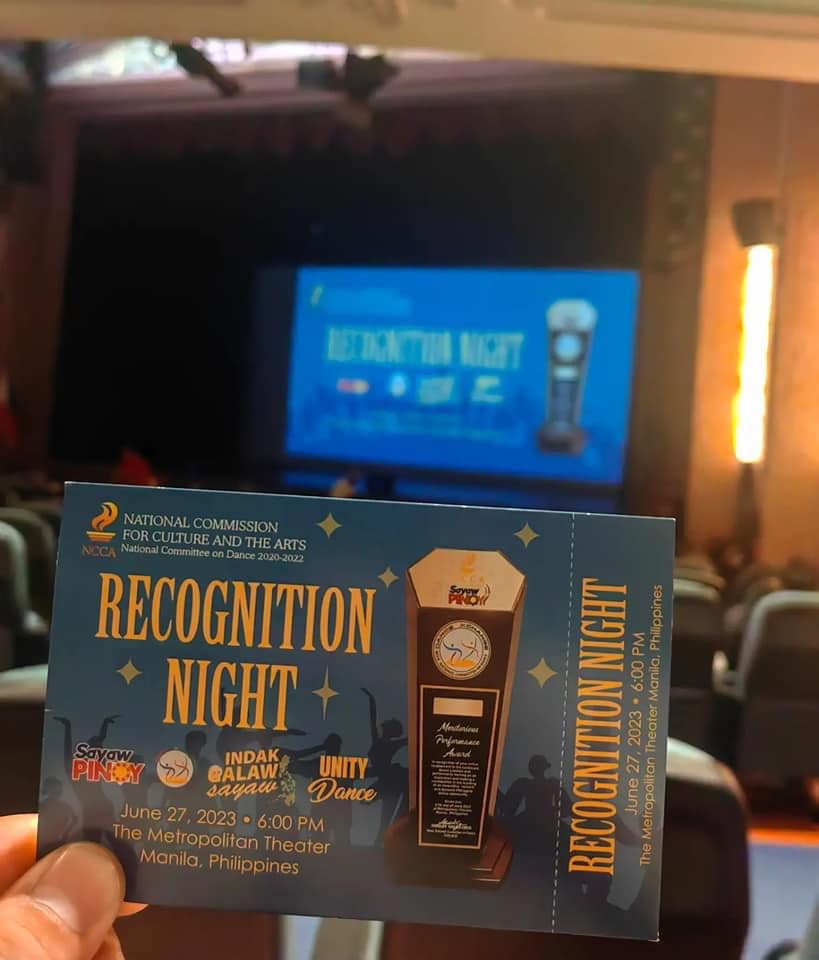 RECOGNITION NIGHT
NCCA
NATIONAL COMMISSION
FOR CULTURE AND THE ARTS
National Committee on Dance 2020-2022
RECOGNITION
NIGHT
Sayaw
PINOY
INDAK
GALAW
sayaw
UNITY
Dance
June 27, 2023 • 6:00 PM
The Metropolitan Theater
Manila, Philippines
NCCA
Sayaw
PINOY
Meritorious
Performance
Award
RECOGNITION NIGHT
June 27, 2023 • 6:00 PM
The Metropolitan Theater Manila, Philippines